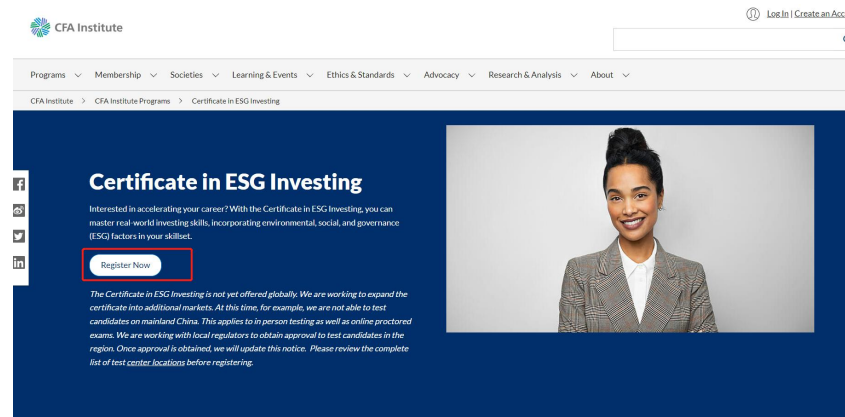 Log In | Create an Acc
CFA Institute
Programs Membership Societies Learning & Events Ethics & Standards Advocacy Research & Analysis About
CFA Institute > CFA Institute Programs > Certificate in ESG Investing
Certificate in ESG Investing
Interested in accelerating your career? With the Certificate in ESG Investing, you can
master real-world investing skills, incorporating environmental, social, and governance
(ESG) factors in your skillset.
Register Now
The Certificate in ESG Investing is not yet offered globally. We are working to expand the
certificate into additional markets. At this time, for example, we are not able to test
candidates on mainland China. This applies to in person testing as well as online proctored
exams. We are working with local regulators to obtain approval to test candidates in the
region. Once approval is obtained, we will update this notice. Please review the complete
list of test center locations before registering.